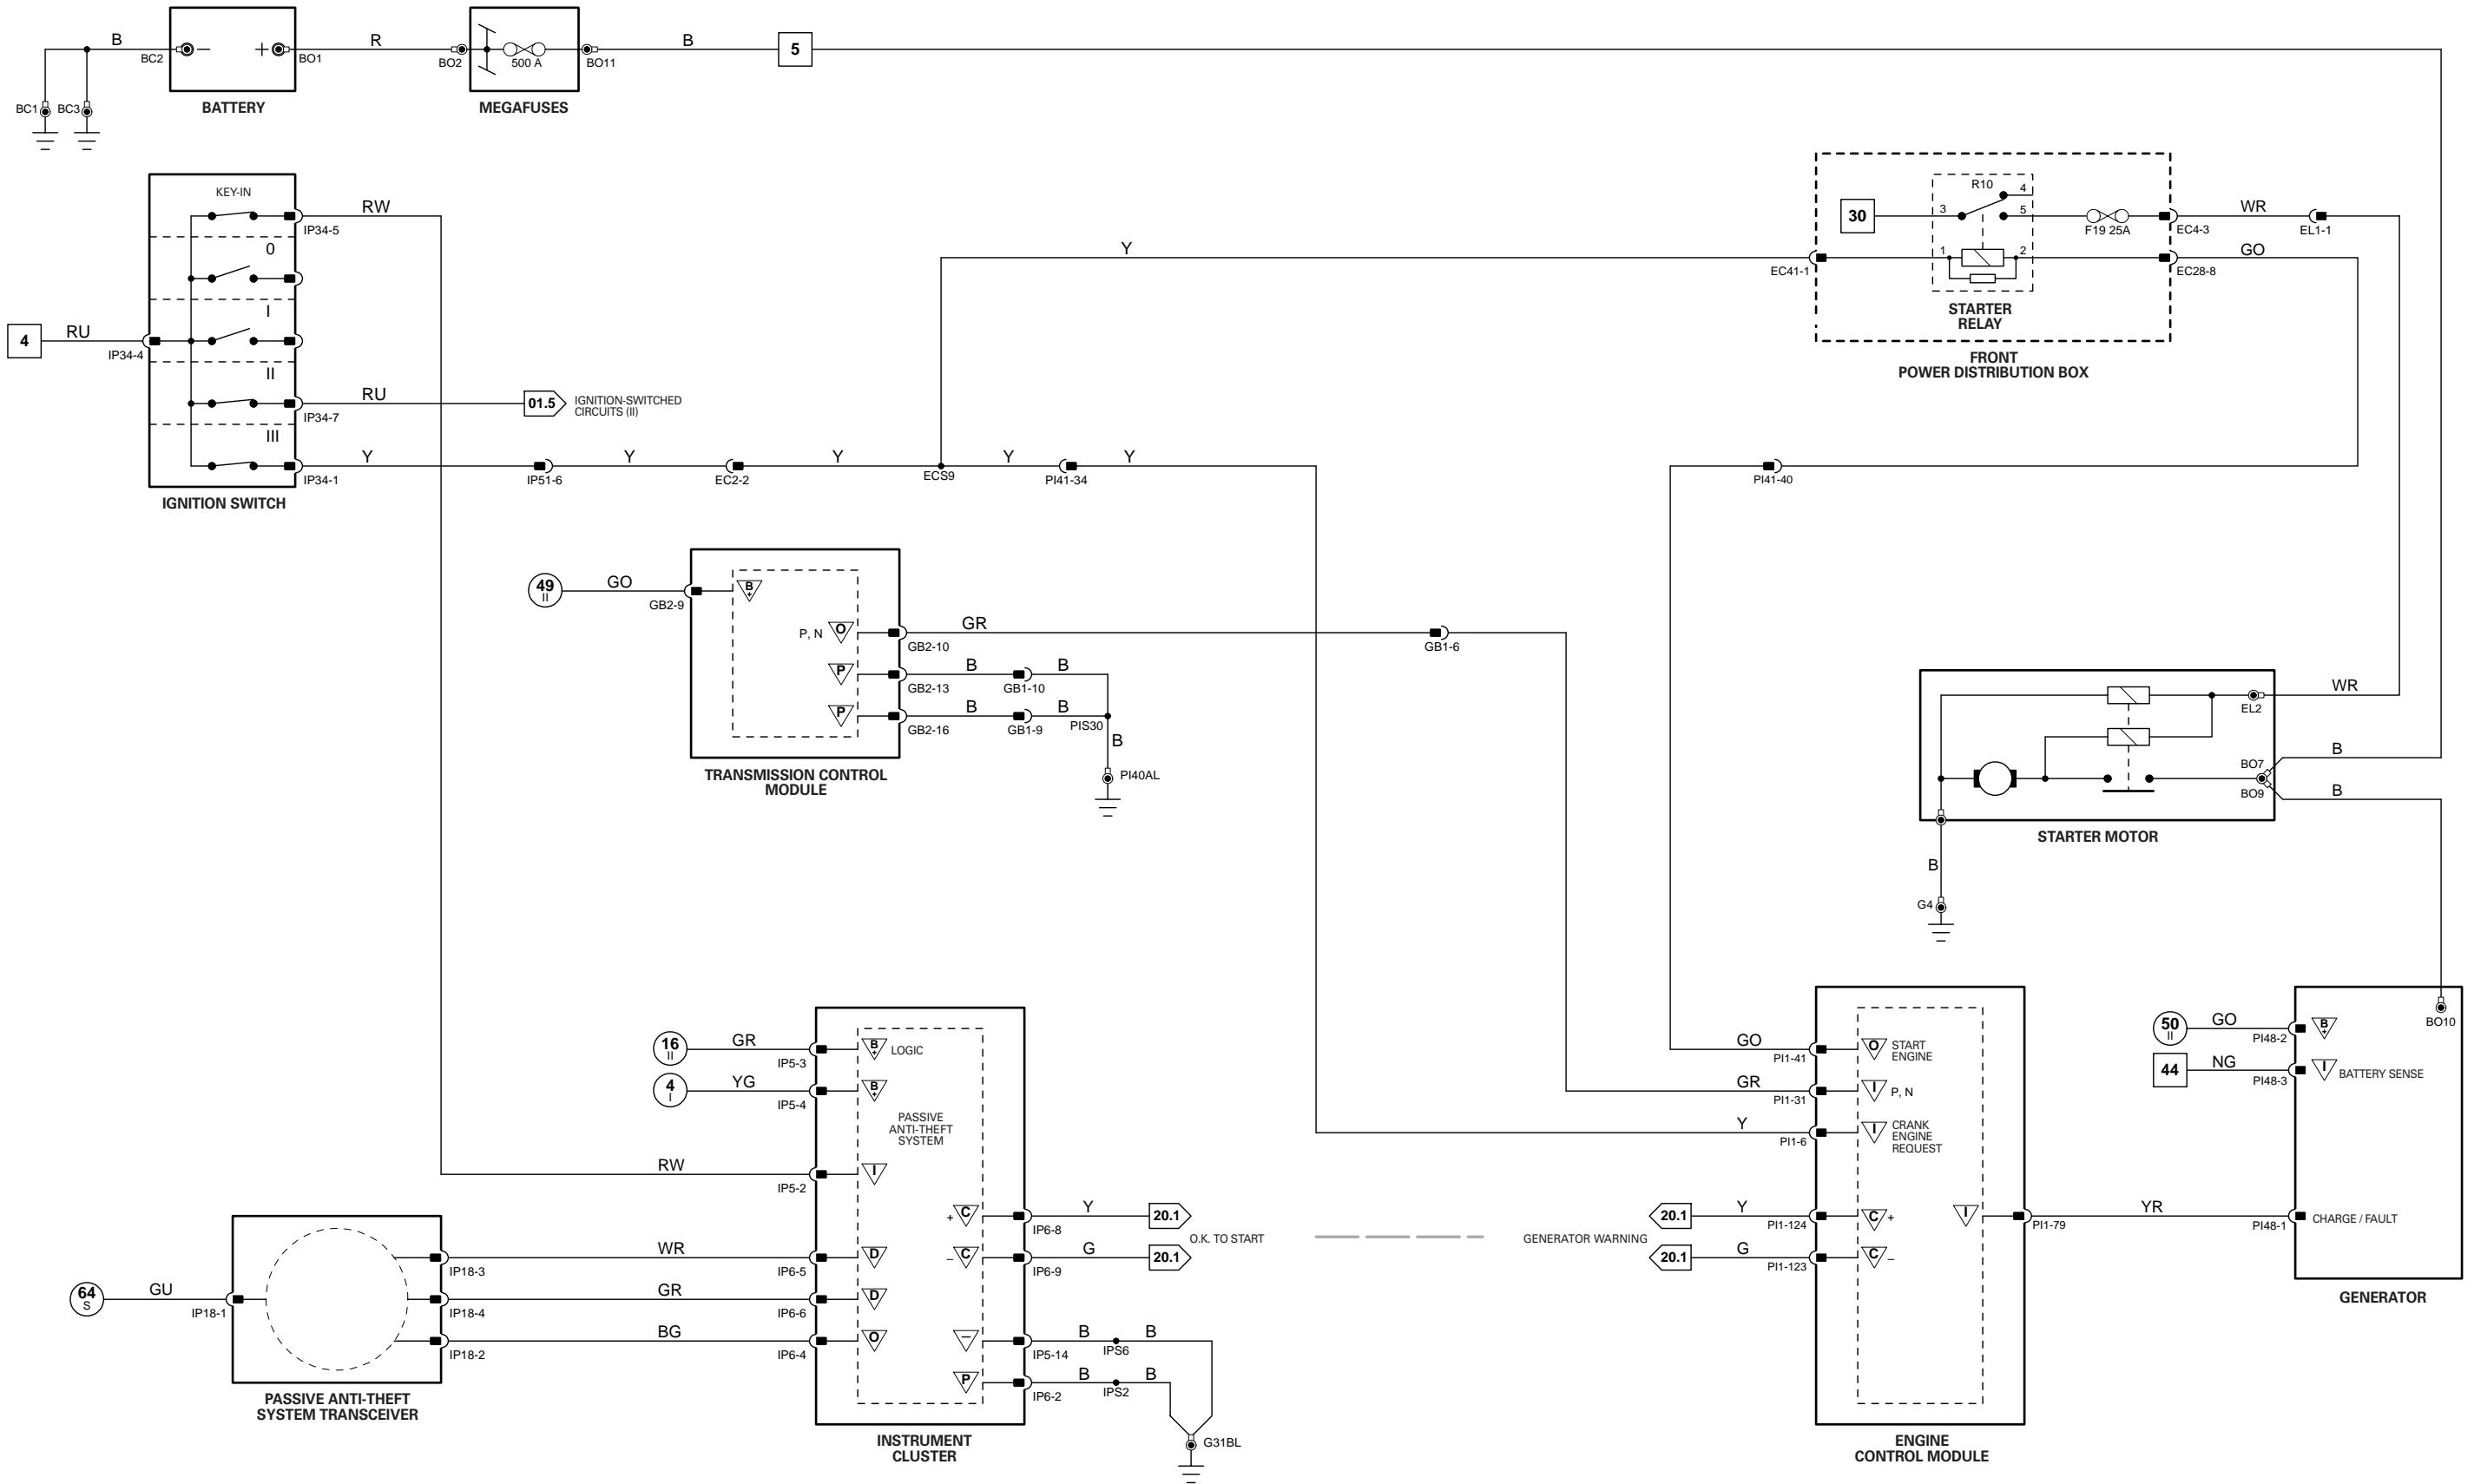 B
BC2
–
+
BO1
R
BO2
500 A
BO11
B
5
BC1
BC3
BATTERY
MEGAFUSES
KEY-IN
RW
IP34-5
0
I
4
RU
IP34-4
II
RU
IP34-7
01.5
IGNITION-SWITCHED
CIRCUITS (II)
III
Y
IP34-1
IP51-6
Y
EC2-2
Y
ECS9
Y
PI41-34
Y
IGNITION SWITCH
Y
EC41-1
30
R10
3
4
5
1
2
F19 25A
EC4-3
WR
EL1-1
GO
EC28-8
STARTER
RELAY
FRONT
POWER DISTRIBUTION BOX
PI41-40
49
II
GO
GB2-9
B
+
P, N
O
GR
GB2-10
GB1-6
P
B
B
GB2-13
GB1-10
P
B
B
GB2-16
GB1-9
PIS30
B
PI40AL
TRANSMISSION CONTROL
MODULE
WR
EL2
B
BO7
BO9
B
STARTER MOTOR
B
G4
16
II
GR
IP5-3
B
+
LOGIC
4
I
YG
IP5-4
B
+
PASSIVE
ANTI-THEFT
SYSTEM
RW
IP5-2
I
+
C
Y
IP6-8
20.1
–
C
G
IP6-9
20.1
O.K. TO START
64
S
GU
IP18-1
IP18-3
WR
IP6-5
D
IP18-4
GR
IP6-6
D
IP18-2
BG
IP6-4
O
–
B
B
IP5-14
IPS6
P
B
B
IP6-2
IPS2
G31BL
PASSIVE ANTI-THEFT
SYSTEM TRANSCEIVER
INSTRUMENT
CLUSTER
GO
PI1-41
O
START
ENGINE
GR
PI1-31
I
P, N
Y
PI1-6
I
CRANK
ENGINE
REQUEST
GENERATOR WARNING
20.1
Y
PI1-124
C
+
20.1
G
PI1-123
C
–
I
PI1-79
YR
PI48-1
CHARGE / FAULT
ENGINE
CONTROL MODULE
BO10
50
II
GO
PI48-2
B
+
44
NG
PI48-3
I
BATTERY SENSE
GENERATOR